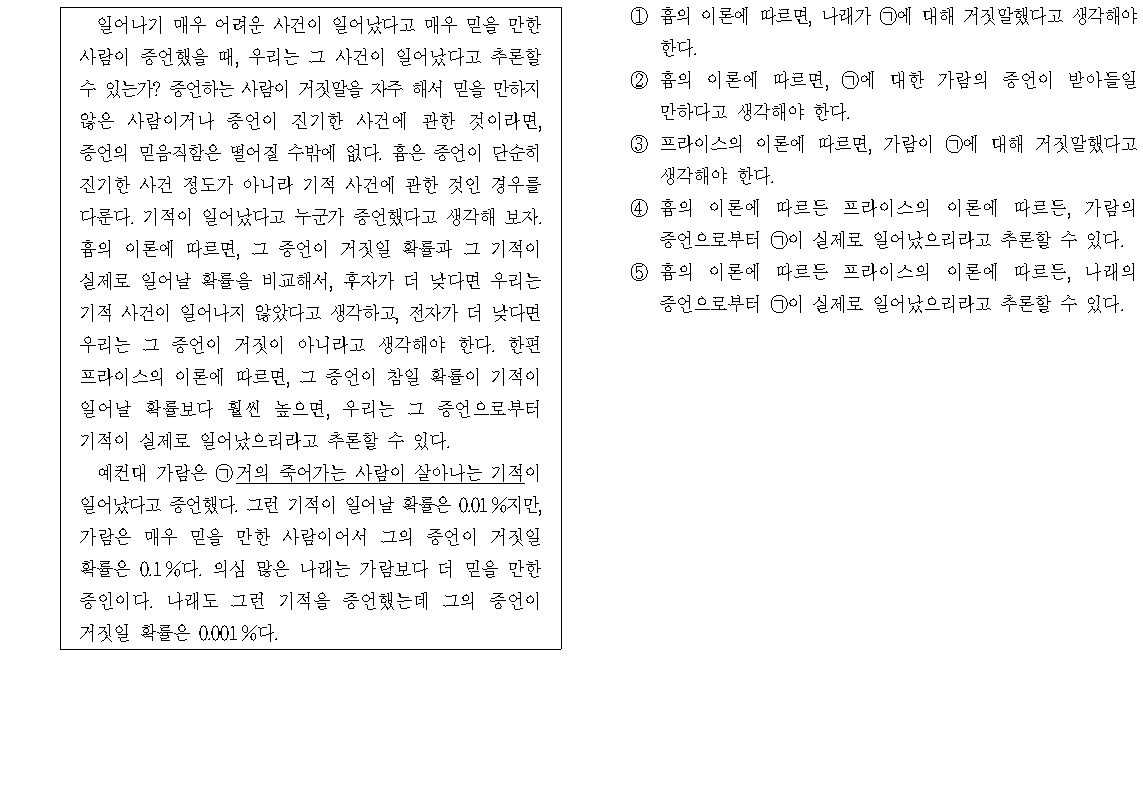 일어나기 매우 어려운 사건이 일어났다고 매우 믿을 만한
사람이 증언했을 때, 우리는 그 사건이 일어났다고 추론할
수 있는가? 증언하는 사람이 거짓말을 자주 해서 믿을 만하지
않은 사람이거나 증언이 진기한 사건에 관한 것이라면,
증언의 믿음직함은 떨어질 수밖에 없다. 흄은 증언이 단순히
진기한 사건 정도가 아니라 기적 사건에 관한 것인 경우를
다룬다. 기적이 일어났다고 누군가 증언했다고 생각해 보자.
흄의 이론에 따르면, 그 증언이 거짓일 확률과 그 기적이
실제로 일어날 확률을 비교해서, 후자가 더 낮다면 우리는
기적 사건이 일어나지 않았다고 생각하고, 전자가 더 낮다면
우리는 그 증언이 거짓이 아니라고 생각해야 한다. 한편
프라이스의 이론에 따르면, 그 증언이 참일 확률이 기적이
일어날 확률보다 훨씬 높으면, 우리는 그 증언으로부터
기적이 실제로 일어났으리라고 추론할 수 있다.
예컨대 가람은 ㉠거의 죽어가는 사람이 살아나는 기적이
일어났다고 증언했다. 그런 기적이 일어날 확률은 0.01%지만,
가람은 매우 믿을 만한 사람이어서 그의 증언이 거짓일
확률은 0.1%다. 의심 많은 나래는 가람보다 더 믿을 만한
증인이다. 나래도 그런 기적을 증언했는데 그의 증언이
거짓일 확률은 0.001%다.
① 흄의 이론에 따르면, 나래가 ㉠에 대해 거짓말했다고 생각해야
한다.
② 흄의 이론에 따르면, ㉠에 대한 가람의 증언이 받아들일
만하다고 생각해야 한다.
③ 프라이스의 이론에 따르면, 가람이 ㉠에 대해 거짓말했다고
생각해야 한다.
④ 흄의 이론에 따르든 프라이스의 이론에 따르든, 가람의
증언으로부터 ㉠이 실제로 일어났으리라고 추론할 수 있다.
⑤ 흄의 이론에 따르든 프라이스의 이론에 따르든, 나래의
증언으로부터 ㉠이 실제로 일어났으리라고 추론할 수 있다.